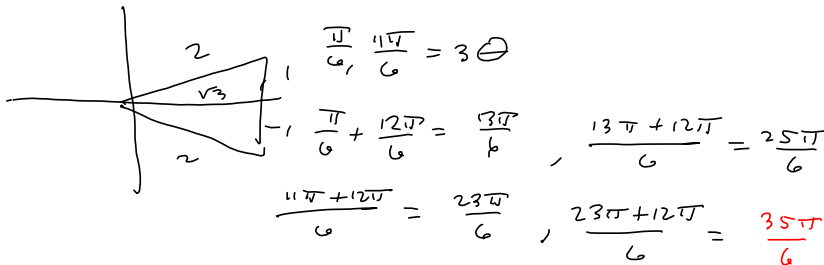 2
π/6, 11π/6 = 3θ
1
√3
-1
π/6 + 12π/6 = 13π/6 , (13π + 12π)/6 = 25π/6
2
(11π + 12π)/6 = 23π/6 , (23π + 12π)/6 = 35π/6